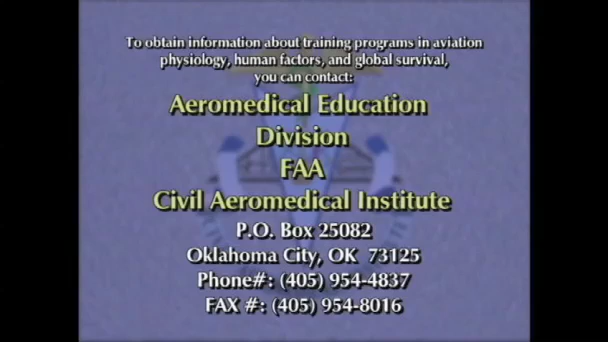 To obtain information about training programs in aviation
physiology, human factors, and global survival,
you can contact:
Aeromedical Education
Division
FAA
Civil Aeromedical Institute
P.O. Box 25082
Oklahoma City, OK 73125
Phone#: (405) 954-4837
FAX #: (405) 954-8016